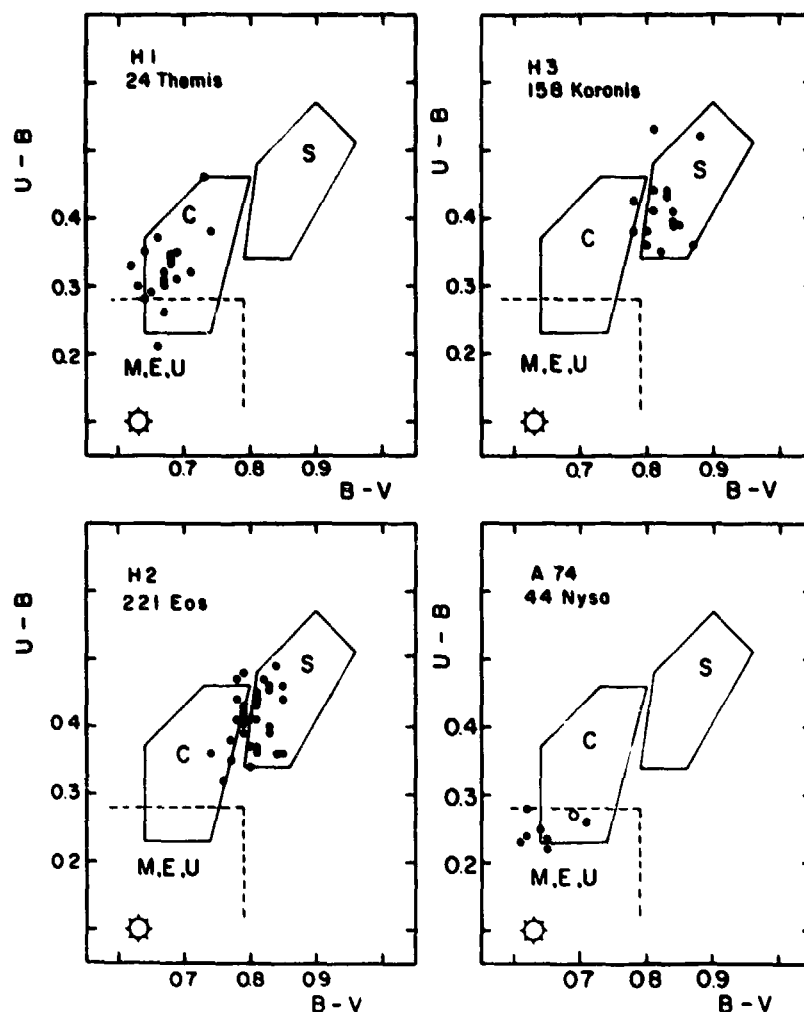 H 1
24 Themis
U - B
S
C
0.4
0.3
0.2
M,E,U
0.7 0.8 0.9
B - V
H 3
158 Koronis
U - B
S
C
0.4
0.3
0.2
M,E,U
0.7 0.8 0.9
B - V
H 2
221 Eos
U - B
S
C
0.4
0.3
0.2
M,E,U
0.7 0.8 0.9
B - V
A 74
44 Nysa
U - B
S
C
0.4
0.3
0.2
M,E,U
0.7 0.8 0.9
B - V